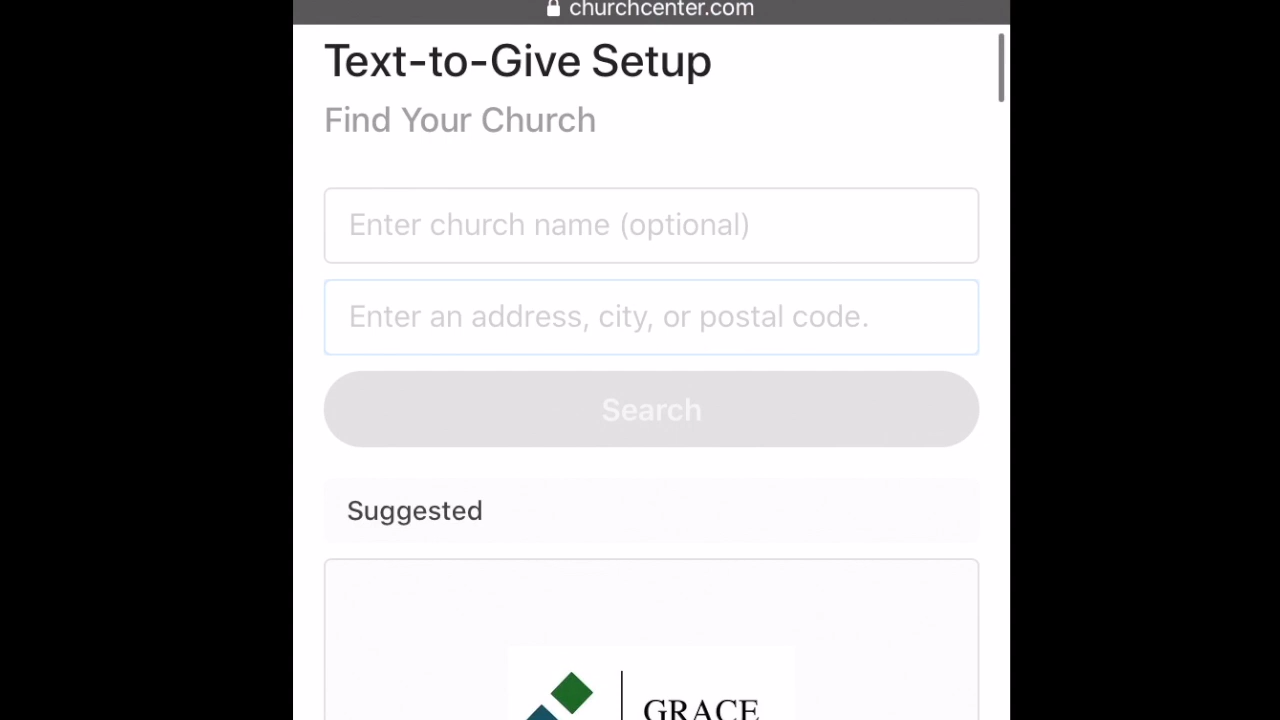 churchcenter.com
Text-to-Give Setup
Find Your Church
Enter church name (optional)
Enter an address, city, or postal code.
Search
Suggested
GRACE